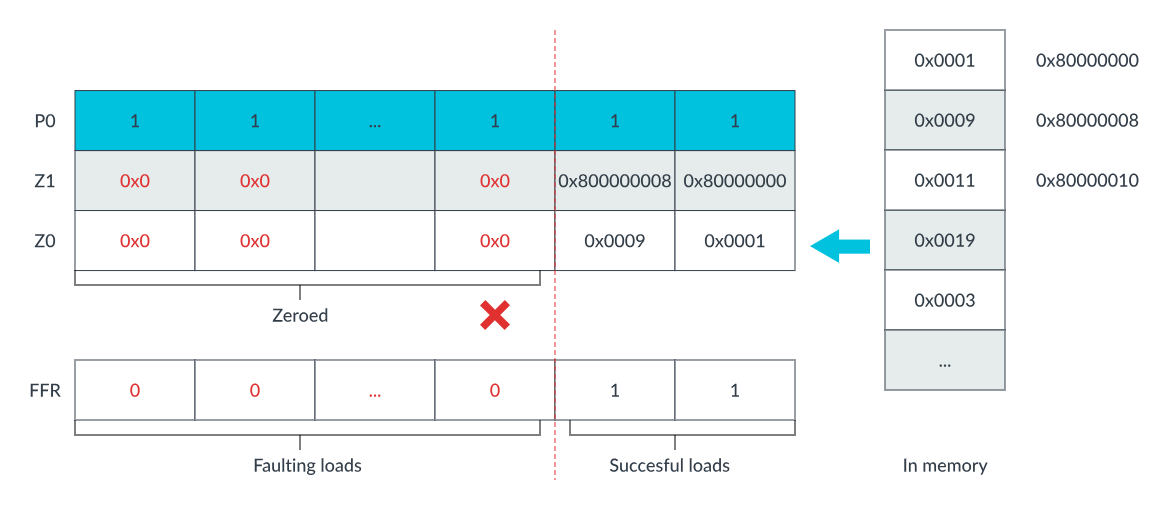 0x0001 0x80000000
P0 1 1 ... 1 1 1 0x0009 0x80000008
Z1 0x0 0x0 0x0 0x800000008 0x80000000 0x0011 0x80000010
Z0 0x0 0x0 0x0 0x0009 0x0001 0x0019
Zeroed 0x0003
...
FFR 0 0 ... 0 1 1
Faulting loads Succesful loads In memory